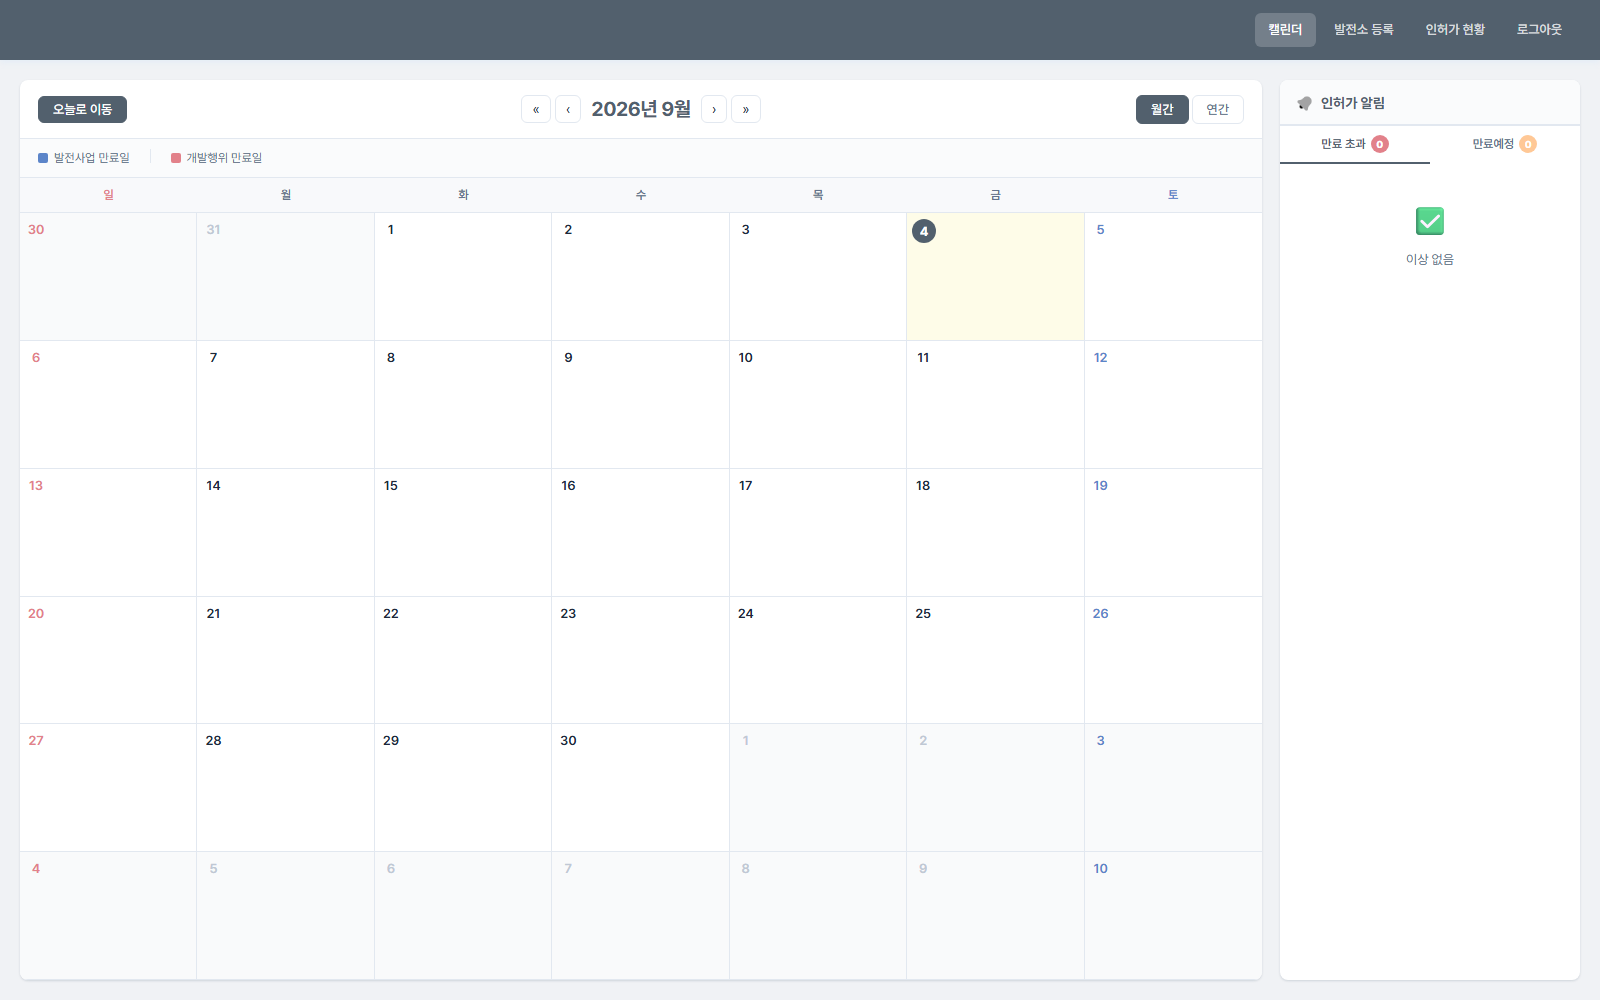 캘린더 발전소 등록 인허가 현황 로그아웃
오늘로 이동 « ‹ 2026년 9월 › » 월간 연간
발전사업 만료일 개발행위 만료일
일 월 화 수 목 금 토
30 31 1 2 3 4 5
6 7 8 9 10 11 12
13 14 15 16 17 18 19
20 21 22 23 24 25 26
27 28 29 30 1 2 3
4 5 6 7 8 9 10
인허가 알림
만료 초과 0 만료예정 0
이상 없음